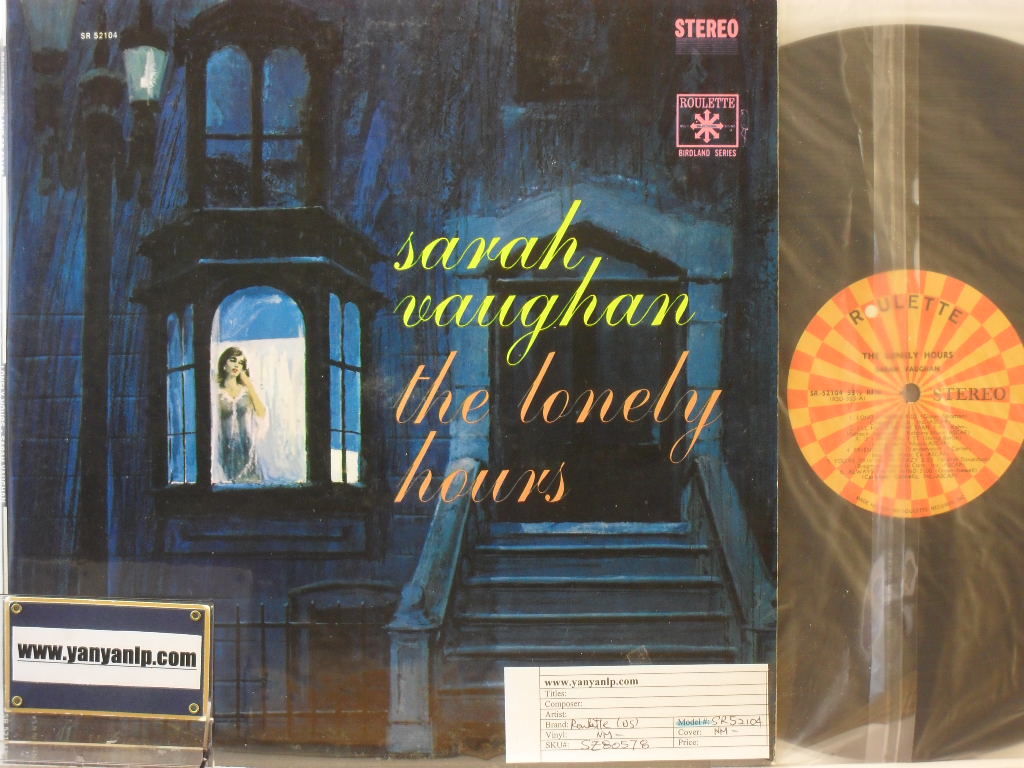 SR 52104
STEREO
ROULETTE
BIRDLAND SERIES
sarah
vaughan
the lonely
hours
ROULETTE
THE LONELY HOURS
SARAH VAUGHAN
SR-52104
STEREO
www.yanyanlp.com
www.yanyanlp.com
Titles:
Composer:
Artist:
Brand: Roulette (US) Model #: SR52104
Vinyl: NM- Cover: NM-
SKU#: SZ80578 Price: